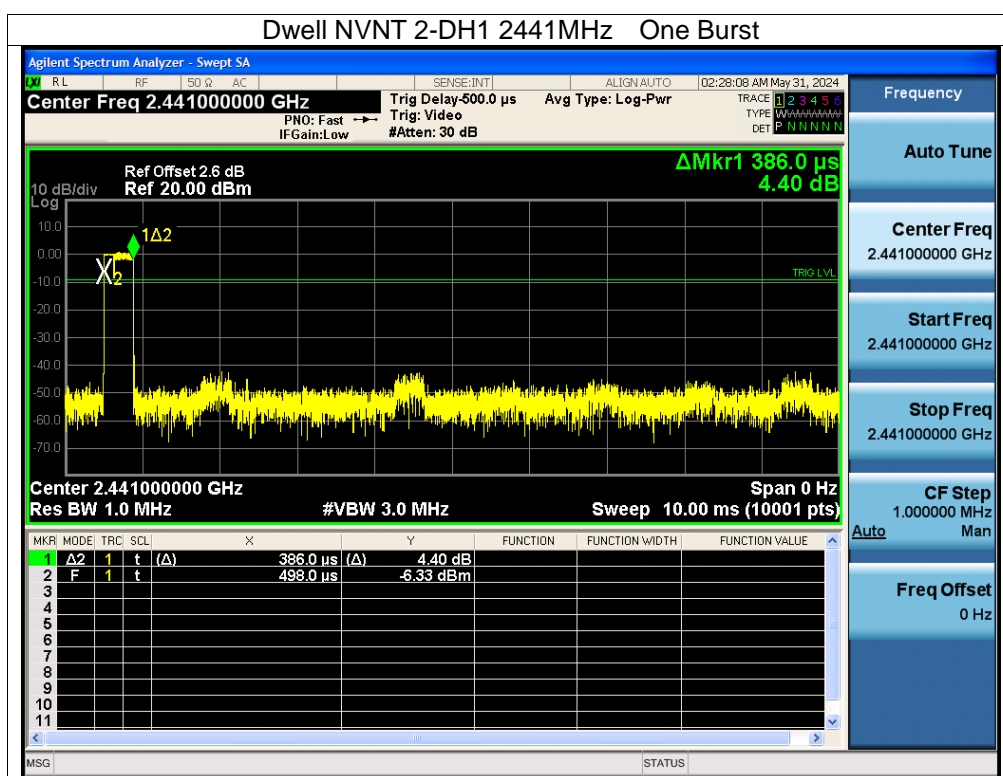 Dwell NVNT 2-DH1 2441MHz One Burst
Agilent Spectrum Analyzer - Swept SA
LXI RL RF 50 Ω AC SENSE:INT ALIGN AUTO 02:28:08 AM May 31, 2024
Center Freq 2.441000000 GHz
PNO: Fast
IFGain:Low
Trig Delay-500.0 µs
Trig: Video
#Atten: 30 dB
Avg Type: Log-Pwr
TRACE 1 2 3 4 5 6
TYPE WWWWWW
DET P N N N N N
ΔMkr1 386.0 µs
4.40 dB
Ref Offset 2.6 dB
10 dB/div Ref 20.00 dBm
Log
10.0
0.00
-10.0
-20.0
-30.0
-40.0
-50.0
-60.0
-70.0
1Δ2
2
TRIG LVL
Center 2.441000000 GHz Span 0 Hz
Res BW 1.0 MHz #VBW 3.0 MHz Sweep 10.00 ms (10001 pts)
MKR MODE TRC SCL X Y FUNCTION FUNCTION WIDTH FUNCTION VALUE
1 Δ2 1 t (Δ) 386.0 µs (Δ) 4.40 dB
2 F 1 t 498.0 µs -6.33 dBm
3
4
5
6
7
8
9
10
11
MSG STATUS
Frequency
Auto Tune
Center Freq
2.441000000 GHz
Start Freq
2.441000000 GHz
Stop Freq
2.441000000 GHz
CF Step
1.000000 MHz
Auto Man
Freq Offset
0 Hz